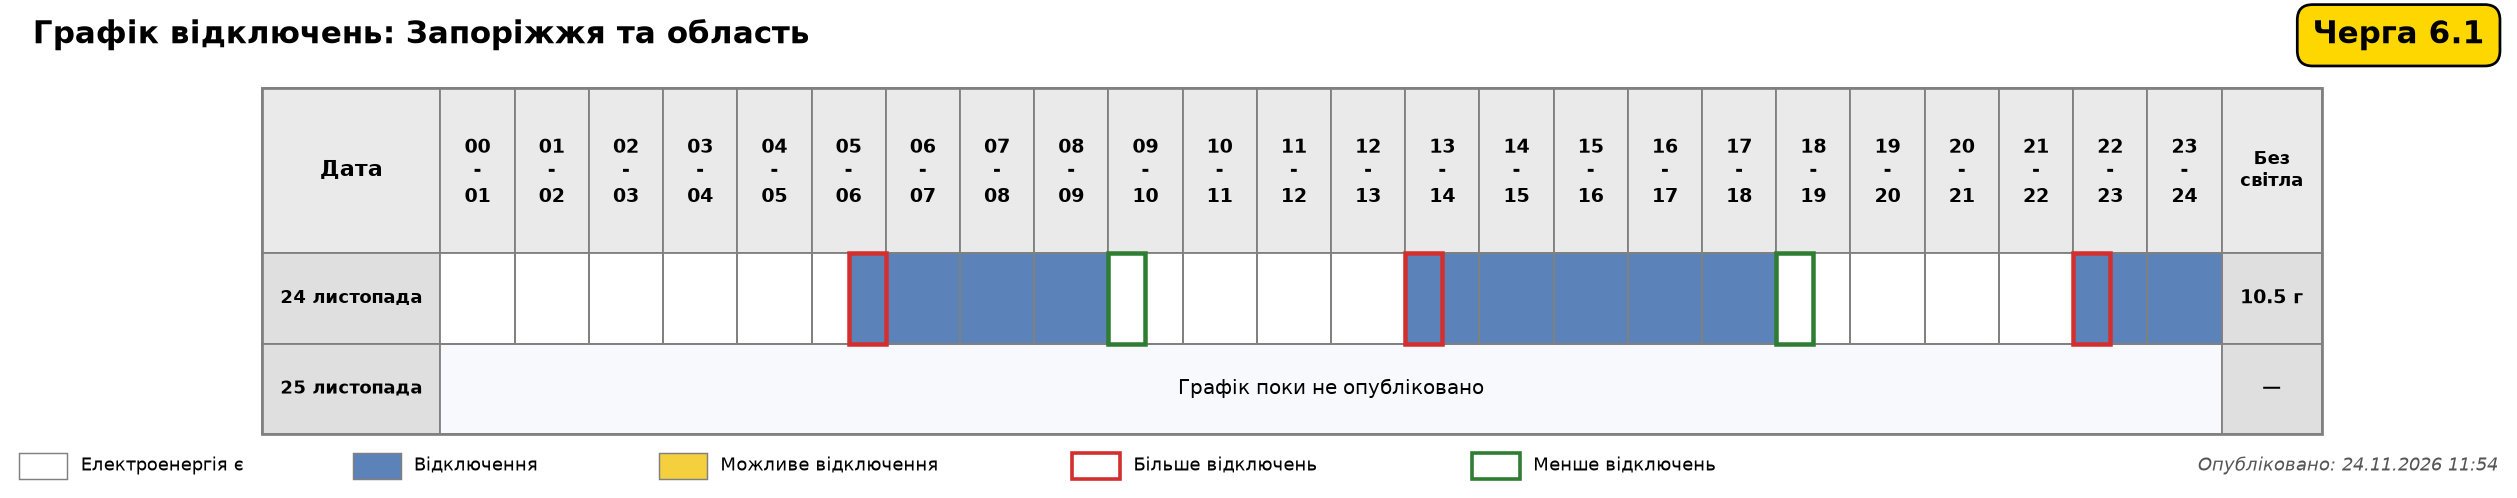 Графік відключень: Запоріжжя та область
Черга 6.1
Дата
00 - 01
01 - 02
02 - 03
03 - 04
04 - 05
05 - 06
06 - 07
07 - 08
08 - 09
09 - 10
10 - 11
11 - 12
12 - 13
13 - 14
14 - 15
15 - 16
16 - 17
17 - 18
18 - 19
19 - 20
20 - 21
21 - 22
22 - 23
23 - 24
Без
світла
24 листопада
10.5 г
25 листопада
Графік поки не опубліковано
—
Електроенергія є
Відключення
Можливе відключення
Більше відключень
Менше відключень
Опубліковано: 24.11.2026 11:54